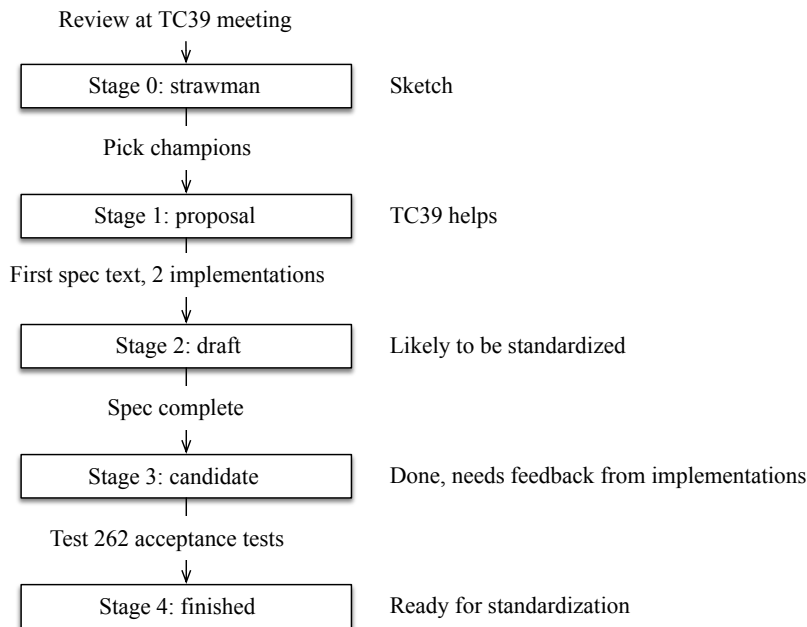 Review at TC39 meeting
Stage 0: strawman
Sketch
Pick champions
Stage 1: proposal
TC39 helps
First spec text, 2 implementations
Stage 2: draft
Likely to be standardized
Spec complete
Stage 3: candidate
Done, needs feedback from implementations
Test 262 acceptance tests
Stage 4: finished
Ready for standardization